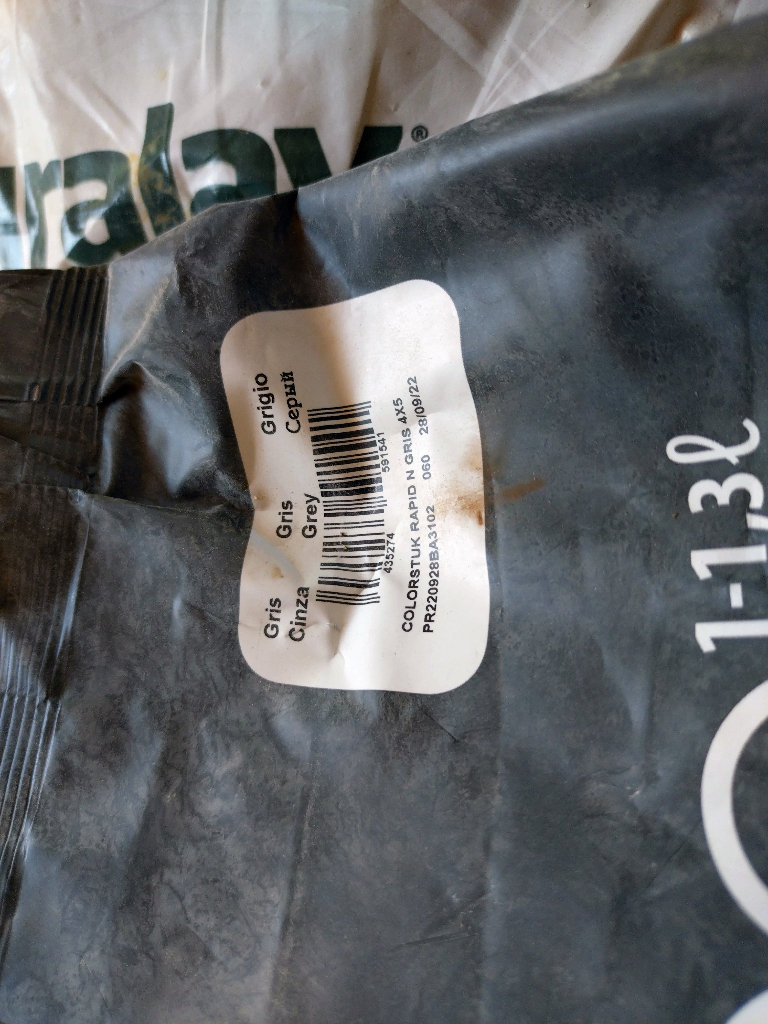 ralay®
Gris Gris Grigio
Cinza Grey Серый
435274 591541
COLORSTUK RAPID N GRIS 4X5
PR220928BA3102 060 28/09/22
1-1,3ℓ